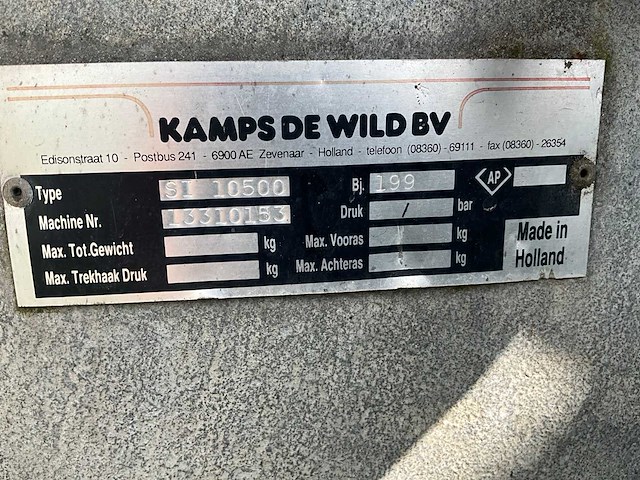 KAMPS DE WILD BV
Edisonstraat 10 - Postbus 241 - 6900 AE Zevenaar - Holland - telefoon (08360) - 69111 - fax (08360) - 26354
Type SI 10500 Bj. 199 AP
Machine Nr. 13310153 Druk / bar
Max. Tot. Gewicht kg Max. Vooras kg
Max. Trekhaak Druk kg Max. Achteras kg
Made in
Holland